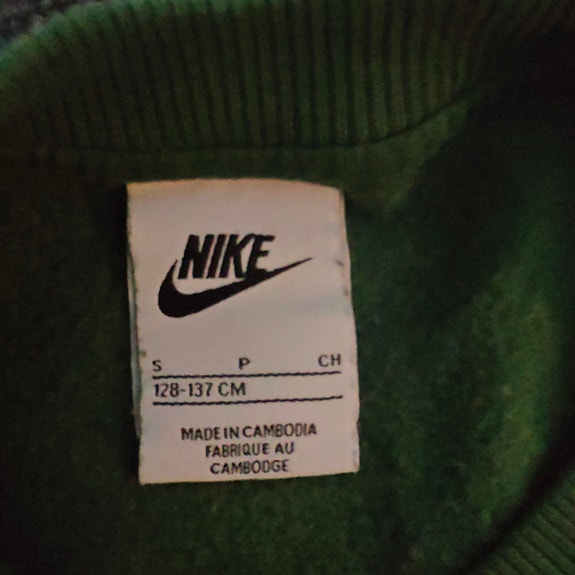 NIKE
S P CH
128-137 CM
MADE IN CAMBODIA
FABRIQUE AU
CAMBODGE